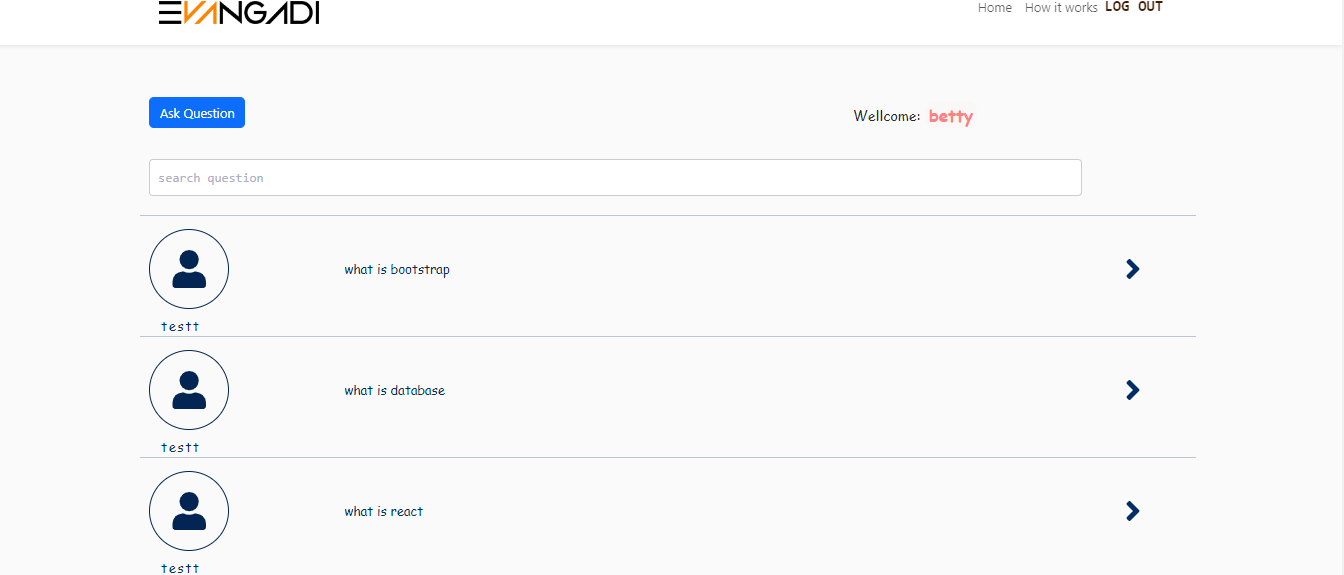 EVANGADI
Home How it works LOG OUT
Ask Question
Wellcome: betty
search question
what is bootstrap
testt
what is database
testt
what is react
testt